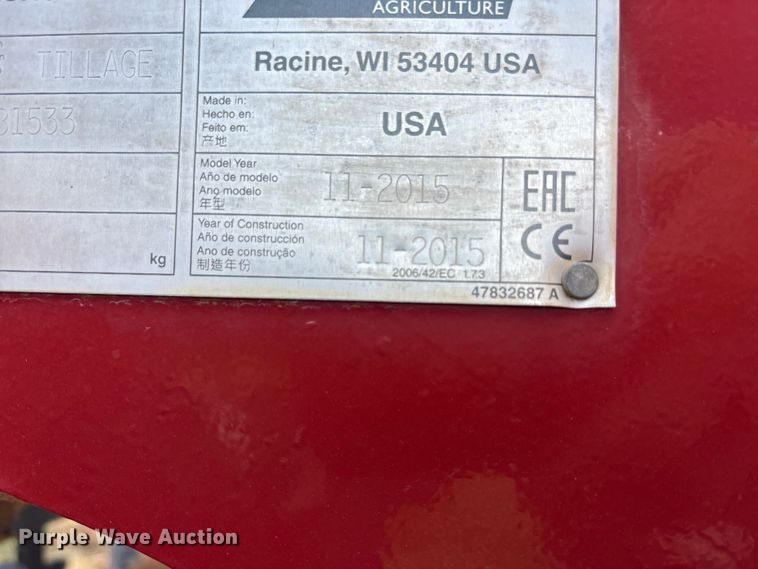 AGRICULTURE
TILLAGE
Racine, WI 53404 USA
31533
Made in:
Hecho en:
Feito em:
产地
USA
Model Year
Año de modelo
Ano modelo
年型
11-2015
EAC
CE
Year of Construction
Año de construcción
Ano de construção
制造年份
11-2015
2006/42/EC 1.7.3
kg
47832687 A
Purple Wave Auction